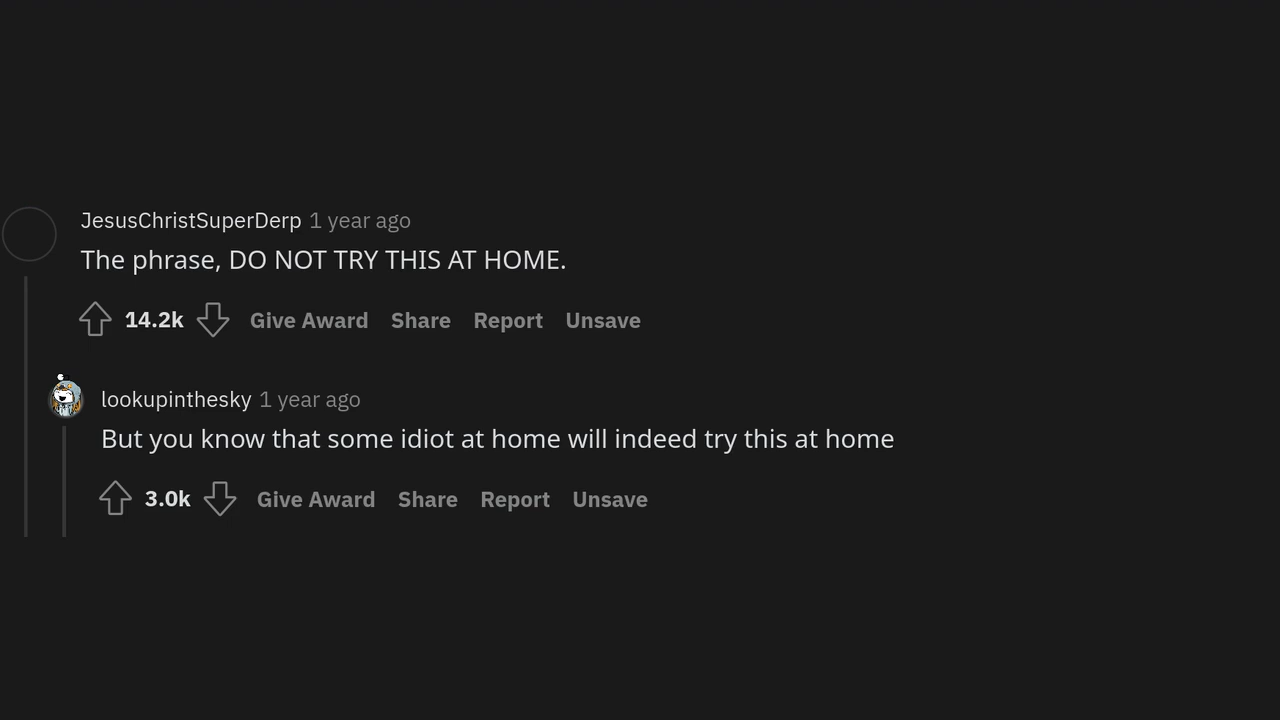 JesusChristSuperDerp 1 year ago
The phrase, DO NOT TRY THIS AT HOME.
14.2k Give Award Share Report Unsave
lookupinthesky 1 year ago
But you know that some idiot at home will indeed try this at home
3.0k Give Award Share Report Unsave